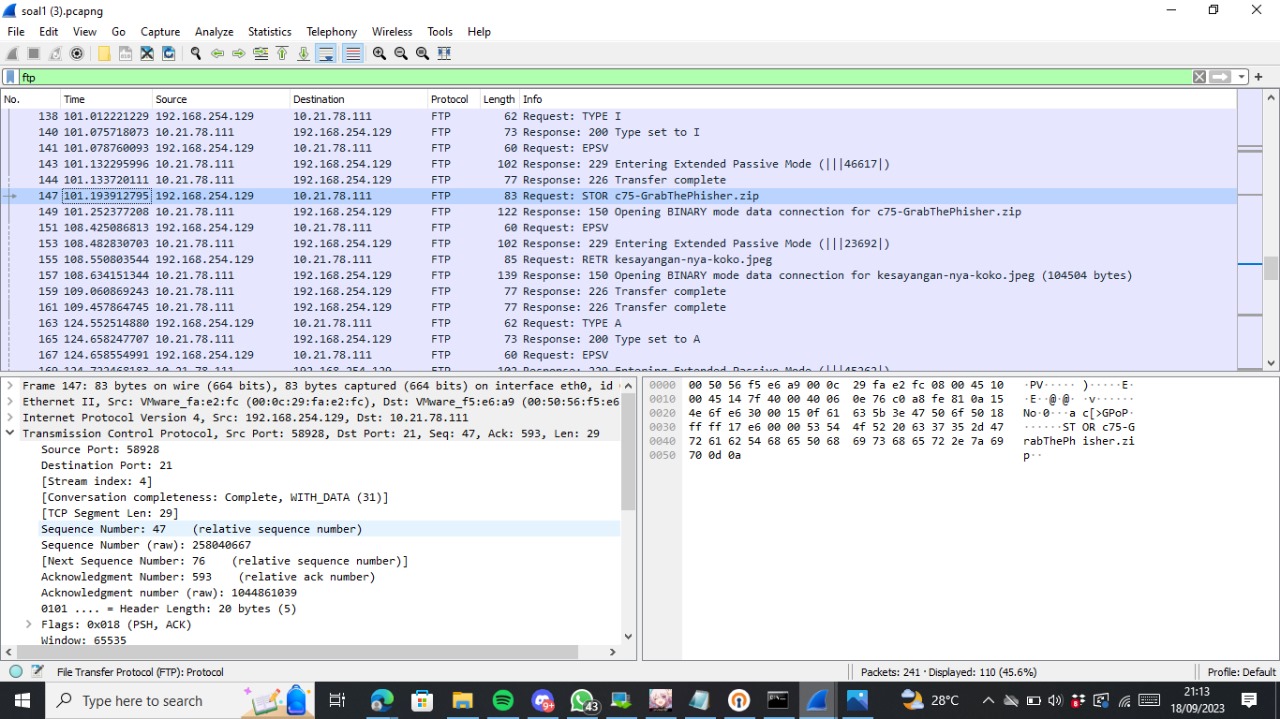 soal1 (3).pcapng
File Edit View Go Capture Analyze Statistics Telephony Wireless Tools Help
ftp
No. Time Source Destination Protocol Length Info
138 101.012221229 192.168.254.129 10.21.78.111 FTP 62 Request: TYPE I
140 101.075718073 10.21.78.111 192.168.254.129 FTP 73 Response: 200 Type set to I
141 101.078760093 192.168.254.129 10.21.78.111 FTP 60 Request: EPSV
143 101.132295996 10.21.78.111 192.168.254.129 FTP 102 Response: 229 Entering Extended Passive Mode (|||46617|)
144 101.133720111 10.21.78.111 192.168.254.129 FTP 77 Response: 226 Transfer complete
147 101.193912795 192.168.254.129 10.21.78.111 FTP 83 Request: STOR c75-GrabThePhisher.zip
149 101.252377208 10.21.78.111 192.168.254.129 FTP 122 Response: 150 Opening BINARY mode data connection for c75-GrabThePhisher.zip
151 108.425086813 192.168.254.129 10.21.78.111 FTP 60 Request: EPSV
153 108.482830703 10.21.78.111 192.168.254.129 FTP 102 Response: 229 Entering Extended Passive Mode (|||23692|)
155 108.550803544 192.168.254.129 10.21.78.111 FTP 85 Request: RETR kesayangan-nya-koko.jpeg
157 108.634151344 10.21.78.111 192.168.254.129 FTP 139 Response: 150 Opening BINARY mode data connection for kesayangan-nya-koko.jpeg (104504 bytes)
159 109.060869243 10.21.78.111 192.168.254.129 FTP 77 Response: 226 Transfer complete
161 109.457864745 10.21.78.111 192.168.254.129 FTP 77 Response: 226 Transfer complete
163 124.552514880 192.168.254.129 10.21.78.111 FTP 62 Request: TYPE A
165 124.658247707 10.21.78.111 192.168.254.129 FTP 73 Response: 200 Type set to A
167 124.658554991 192.168.254.129 10.21.78.111 FTP 60 Request: EPSV
Frame 147: 83 bytes on wire (664 bits), 83 bytes captured (664 bits) on interface eth0, id
Ethernet II, Src: VMware_fa:e2:fc (00:0c:29:fa:e2:fc), Dst: VMware_f5:e6:a9 (00:50:56:f5:e6
Internet Protocol Version 4, Src: 192.168.254.129, Dst: 10.21.78.111
Transmission Control Protocol, Src Port: 58928, Dst Port: 21, Seq: 47, Ack: 593, Len: 29
Source Port: 58928
Destination Port: 21
[Stream index: 4]
[Conversation completeness: Complete, WITH_DATA (31)]
[TCP Segment Len: 29]
Sequence Number: 47 (relative sequence number)
Sequence Number (raw): 258040667
[Next Sequence Number: 76 (relative sequence number)]
Acknowledgment Number: 593 (relative ack number)
Acknowledgment number (raw): 1044861039
0101 .... = Header Length: 20 bytes (5)
Flags: 0x018 (PSH, ACK)
Window: 65535
0000 00 50 56 f5 e6 a9 00 0c 29 fa e2 fc 08 00 45 10 ·PV····· )·····E·
0010 00 45 14 7f 40 00 40 06 0e 76 c0 a8 fe 81 0a 15 ·E··@·@· ·v······
0020 4e 6f e6 30 00 15 0f 61 63 5b 3e 47 50 6f 50 18 No·0···a c[>GPoP·
0030 ff ff 17 e6 00 00 53 54 4f 52 20 63 37 35 2d 47 ······ST OR c75-G
0040 72 61 62 54 68 65 50 68 69 73 68 65 72 2e 7a 69 rabThePh isher.zi
0050 70 0d 0a p··
File Transfer Protocol (FTP): Protocol
Packets: 241 · Displayed: 110 (45.6%)
Profile: Default
Type here to search
43
28°C
21:13
18/09/2023